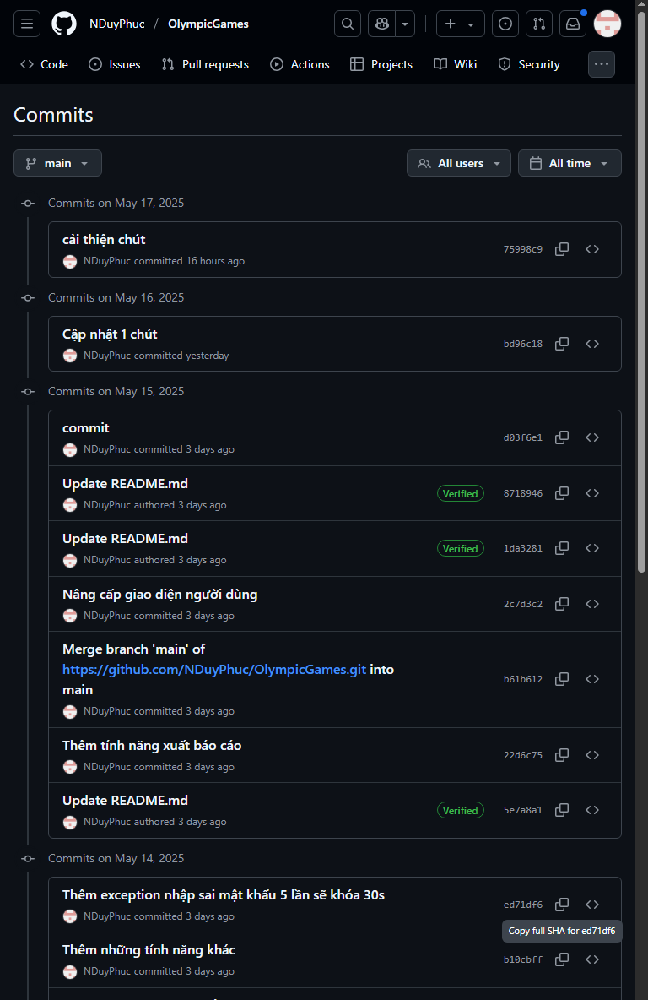 NDuyPhuc / OlympicGames
Code Issues Pull requests Actions Projects Wiki Security
Commits
main All users All time
Commits on May 17, 2025
cải thiện chút
NDuyPhuc committed 16 hours ago
75998c9
Commits on May 16, 2025
Cập nhật 1 chút
NDuyPhuc committed yesterday
bd96c18
Commits on May 15, 2025
commit
NDuyPhuc committed 3 days ago
d03f6e1
Update README.md
NDuyPhuc authored 3 days ago
Verified 8718946
Update README.md
NDuyPhuc authored 3 days ago
Verified 1da3281
Nâng cấp giao diện người dùng
NDuyPhuc committed 3 days ago
2c7d3c2
Merge branch 'main' of
https://github.com/NDuyPhuc/OlympicGames.git into
main
NDuyPhuc committed 3 days ago
b61b612
Thêm tính năng xuất báo cáo
NDuyPhuc committed 3 days ago
22d6c75
Update README.md
NDuyPhuc authored 3 days ago
Verified 5e7a8a1
Commits on May 14, 2025
Thêm exception nhập sai mật khẩu 5 lần sẽ khóa 30s
NDuyPhuc committed 3 days ago
ed71df6
Copy full SHA for ed71df6
Thêm những tính năng khác
NDuyPhuc committed 3 days ago
b10cbff